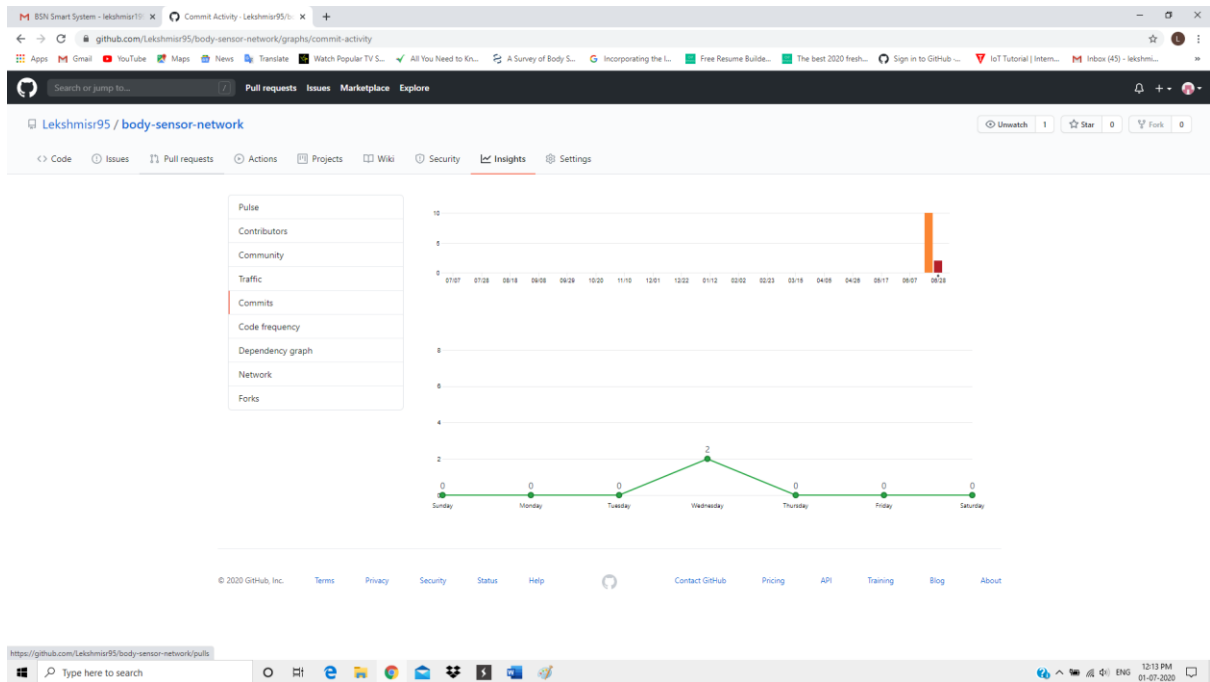 BSN Smart System - lekshmisr19
Commit Activity · Lekshmisr95/b
github.com/Lekshmisr95/body-sensor-network/graphs/commit-activity
Apps Gmail YouTube Maps News Translate Watch Popular TV S... All You Need to Kn... A Survey of Body S... Incorporating the I... Free Resume Builde... The best 2020 fresh... Sign in to GitHub ·... IoT Tutorial | Intern... Inbox (45) - lekshmi... »
Search or jump to... / Pull requests Issues Marketplace Explore
Lekshmisr95 / body-sensor-network
Unwatch 1 Star 0 Fork 0
Code Issues Pull requests Actions Projects Wiki Security Insights Settings
Pulse
Contributors
Community
Traffic
Commits
Code frequency
Dependency graph
Network
Forks
10
5
0
07/07 07/28 08/18 09/08 09/29 10/20 11/10 12/01 12/22 01/12 02/02 02/23 03/15 04/05 04/26 05/17 06/07 06/28
8
6
4
2
0
0 0 0 2 0 0 0
Sunday Monday Tuesday Wednesday Thursday Friday Saturday
© 2020 GitHub, Inc. Terms Privacy Security Status Help Contact GitHub Pricing API Training Blog About
https://github.com/Lekshmisr95/body-sensor-network/pulls
Type here to search
ENG
12:13 PM
01-07-2020